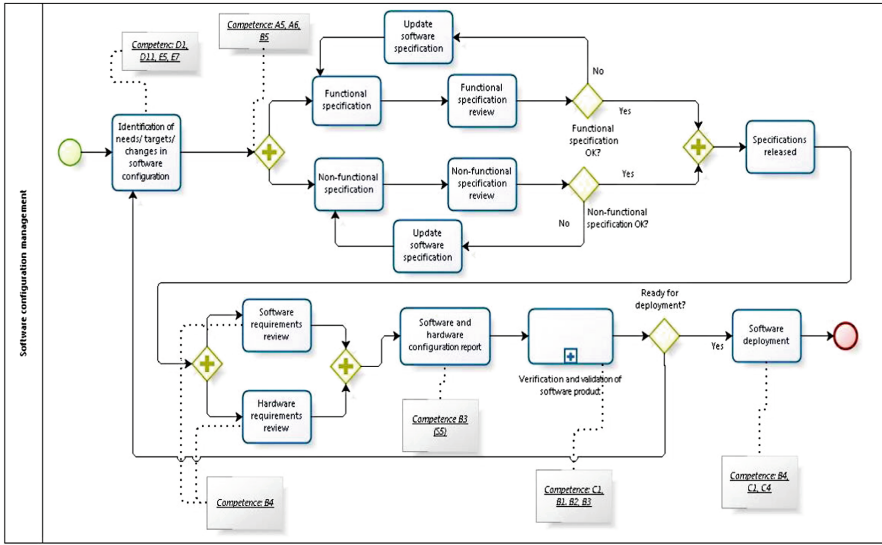 Software configuration management
Competenc: D1,
D11, E5, E7
Competence: A5, A6,
B5
Update
software
specification
No
Identification of
needs/ targets/
changes in
software
configuration
Functional
specification
Functional
specification
review
Yes
Functional
specification
OK?
Specifications
released
Non-functional
specification
Non-functional
specification
review
Yes
No
Non-functional
specification OK?
Update
software
specification
Software
requirements
review
Hardware
requirements
review
Software and
hardware
configuration report
Verification and validation of
software product
Ready for
deployment?
Yes
Software
deployment
Competence B3
(S5)
Competence: B4
Competence: C1,
B1. B2, B3
Competence: B4,
C1, C4